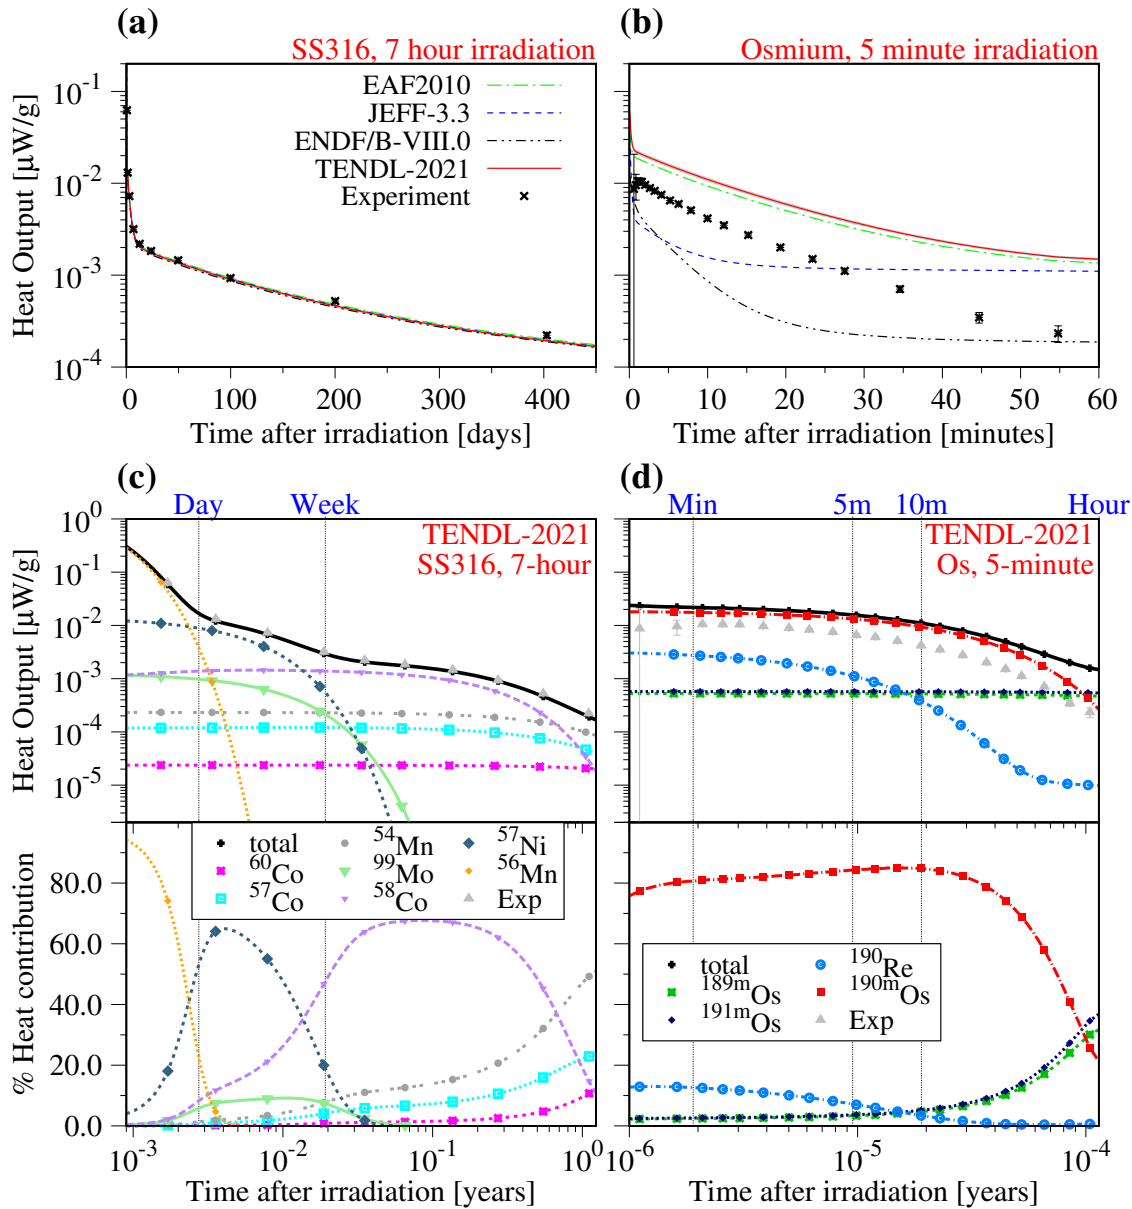 (a)
SS316, 7 hour irradiation
10⁻¹
10⁻²
10⁻³
10⁻⁴
Heat Output [µW/g]
EAF2010
JEFF-3.3
ENDF/B-VIII.0
TENDL-2021
Experiment
0 100 200 300 400
Time after irradiation [days]
(b)
Osmium, 5 minute irradiation
0 10 20 30 40 50 60
Time after irradiation [minutes]
(c)
Day Week
TENDL-2021
SS316, 7-hour
10⁰
10⁻¹
10⁻²
10⁻³
10⁻⁴
10⁻⁵
Heat Output [µW/g]
total ⁵⁴Mn ⁵⁷Ni
⁶⁰Co ⁹⁹Mo ⁵⁶Mn
⁵⁷Co ⁵⁸Co Exp
80.0
60.0
40.0
20.0
0.0
% Heat contribution
10⁻³ 10⁻² 10⁻¹ 10⁰
Time after irradiation [years]
(d)
Min 5m 10m Hour
TENDL-2021
Os, 5-minute
total ¹⁹⁰Re
¹⁸⁹ᵐOs ¹⁹⁰ᵐOs
¹⁹¹ᵐOs Exp
10⁻⁶ 10⁻⁵ 10⁻⁴
Time after irradiation [years]